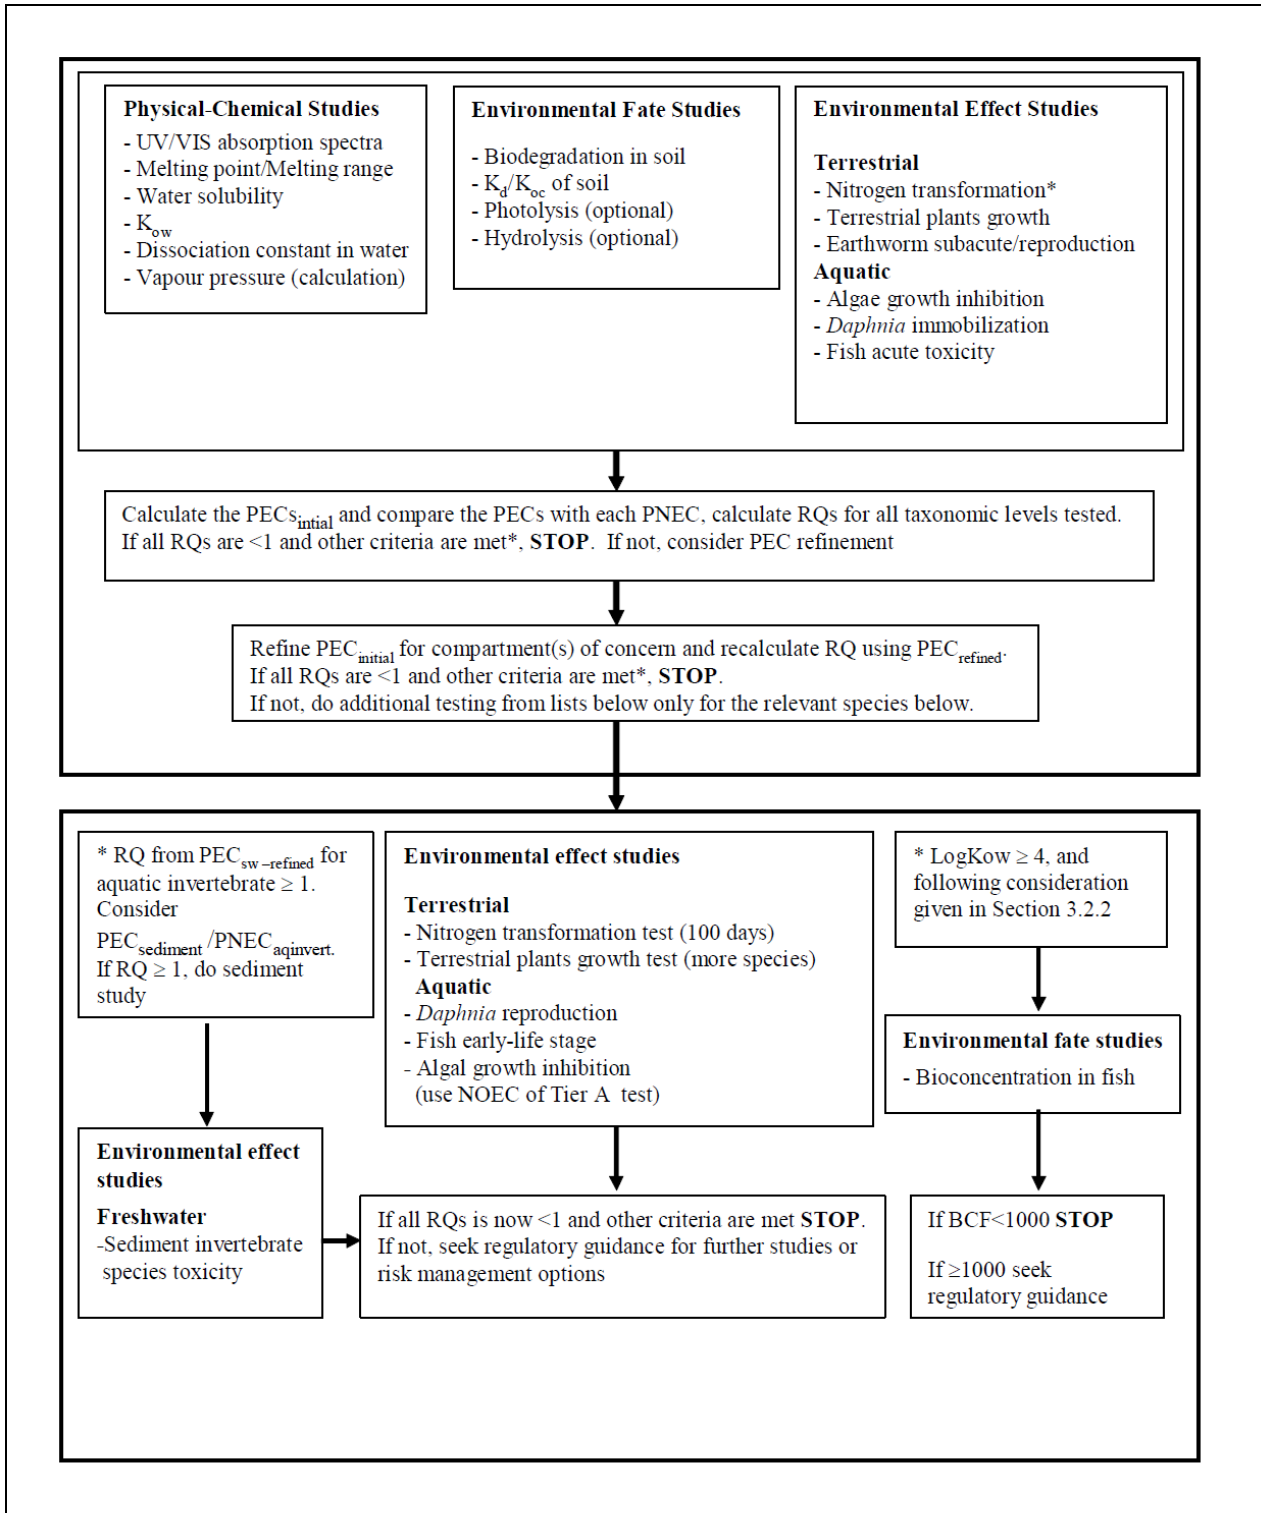 Physical-Chemical Studies
- UV/VIS absorption spectra
- Melting point/Melting range
- Water solubility
- Kow
- Dissociation constant in water
- Vapour pressure (calculation)
Environmental Fate Studies
- Biodegradation in soil
- Kd/Koc of soil
- Photolysis (optional)
- Hydrolysis (optional)
Environmental Effect Studies
Terrestrial
- Nitrogen transformation*
- Terrestrial plants growth
- Earthworm subacute/reproduction
Aquatic
- Algae growth inhibition
- Daphnia immobilization
- Fish acute toxicity
Calculate the PECsintial and compare the PECs with each PNEC, calculate RQs for all taxonomic levels tested.
If all RQs are <1 and other criteria are met*, STOP. If not, consider PEC refinement
Refine PECinitial for compartment(s) of concern and recalculate RQ using PECrefined.
If all RQs are <1 and other criteria are met*, STOP.
If not, do additional testing from lists below only for the relevant species below.
* RQ from PECsw–refined for
aquatic invertebrate ≥ 1.
Consider
PECsediment /PNECaqinvert.
If RQ ≥ 1, do sediment
study
Environmental effect studies
Terrestrial
- Nitrogen transformation test (100 days)
- Terrestrial plants growth test (more species)
Aquatic
- Daphnia reproduction
- Fish early-life stage
- Algal growth inhibition
(use NOEC of Tier A test)
* LogKow ≥ 4, and
following consideration
given in Section 3.2.2
Environmental fate studies
- Bioconcentration in fish
Environmental effect
studies
Freshwater
-Sediment invertebrate
species toxicity
If all RQs is now <1 and other criteria are met STOP.
If not, seek regulatory guidance for further studies or
risk management options
If BCF<1000 STOP
If ≥1000 seek
regulatory guidance